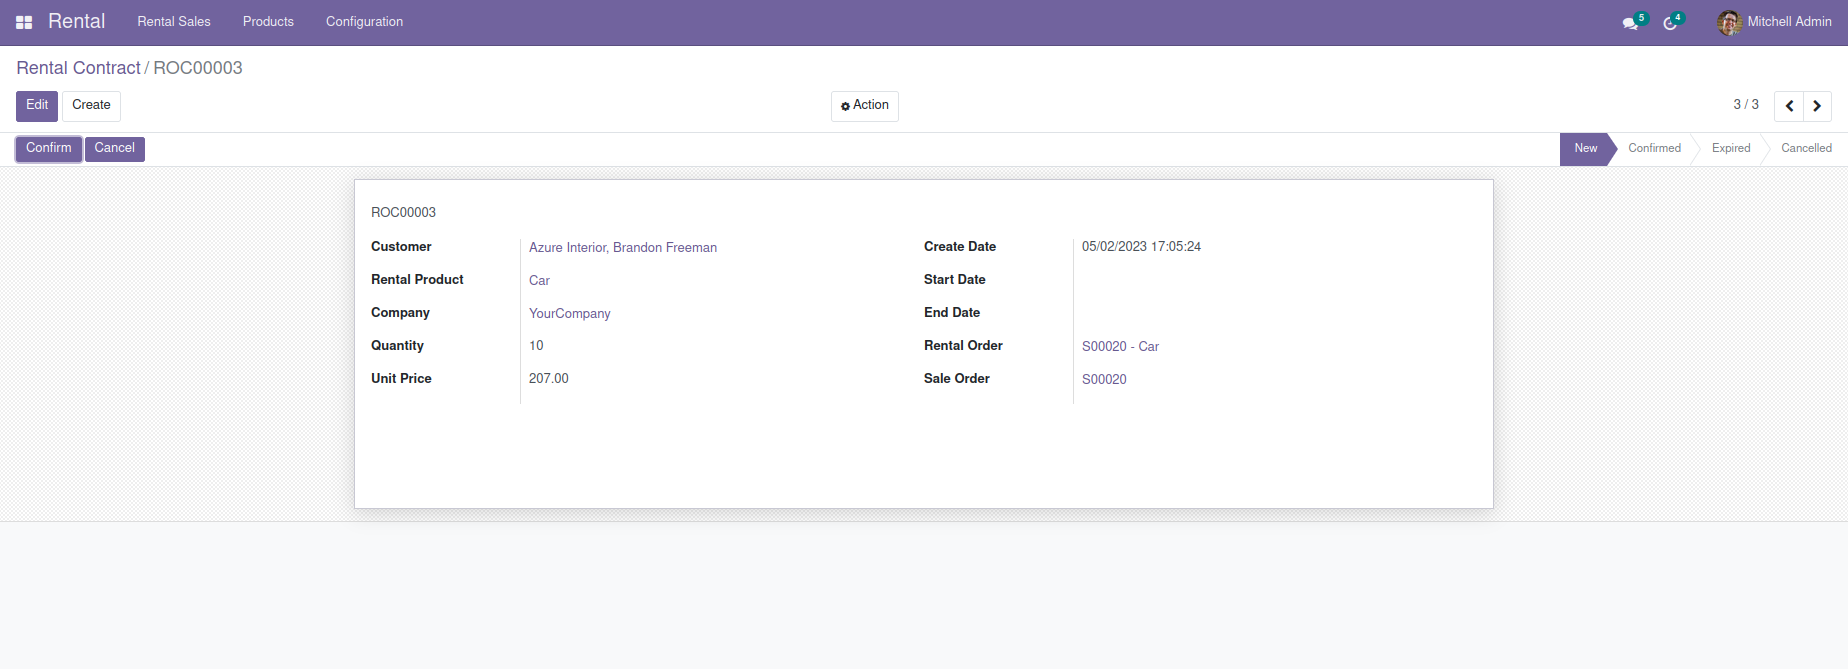 Rental Rental Sales Products Configuration 5 4 Mitchell Admin
Rental Contract / ROC00003
Edit Create Action 3 / 3
Confirm Cancel New Confirmed Expired Cancelled
ROC00003
Customer Azure Interior, Brandon Freeman Create Date 05/02/2023 17:05:24
Rental Product Car Start Date
Company YourCompany End Date
Quantity 10 Rental Order S00020 - Car
Unit Price 207.00 Sale Order S00020